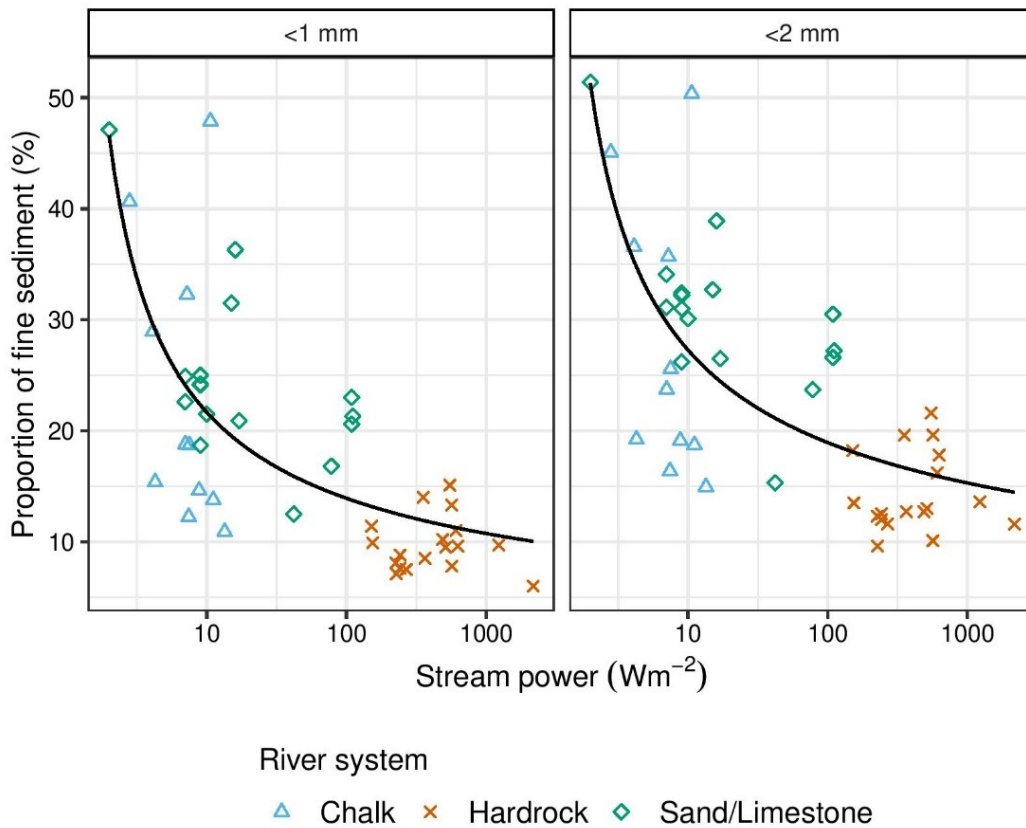 <1 mm
<2 mm
Proportion of fine sediment (%)
50
40
30
20
10
10
100
1000
10
100
1000
Stream power (Wm⁻²)
River system
Chalk
Hardrock
Sand/Limestone